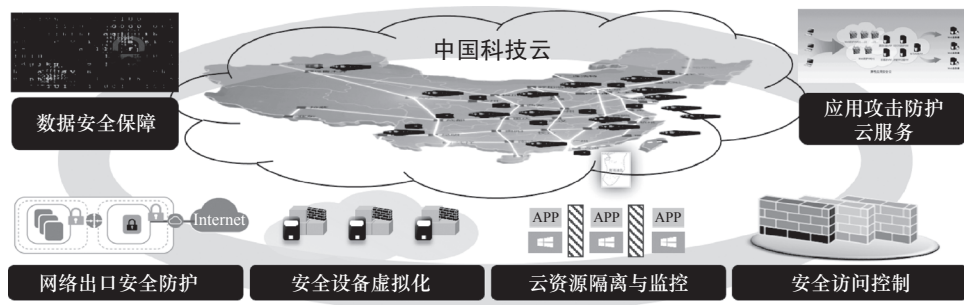 中国科技云
数据安全保障
应用攻击防护
云服务
Internet
APP
APP
APP
网络出口安全防护
安全设备虚拟化
云资源隔离与监控
安全访问控制